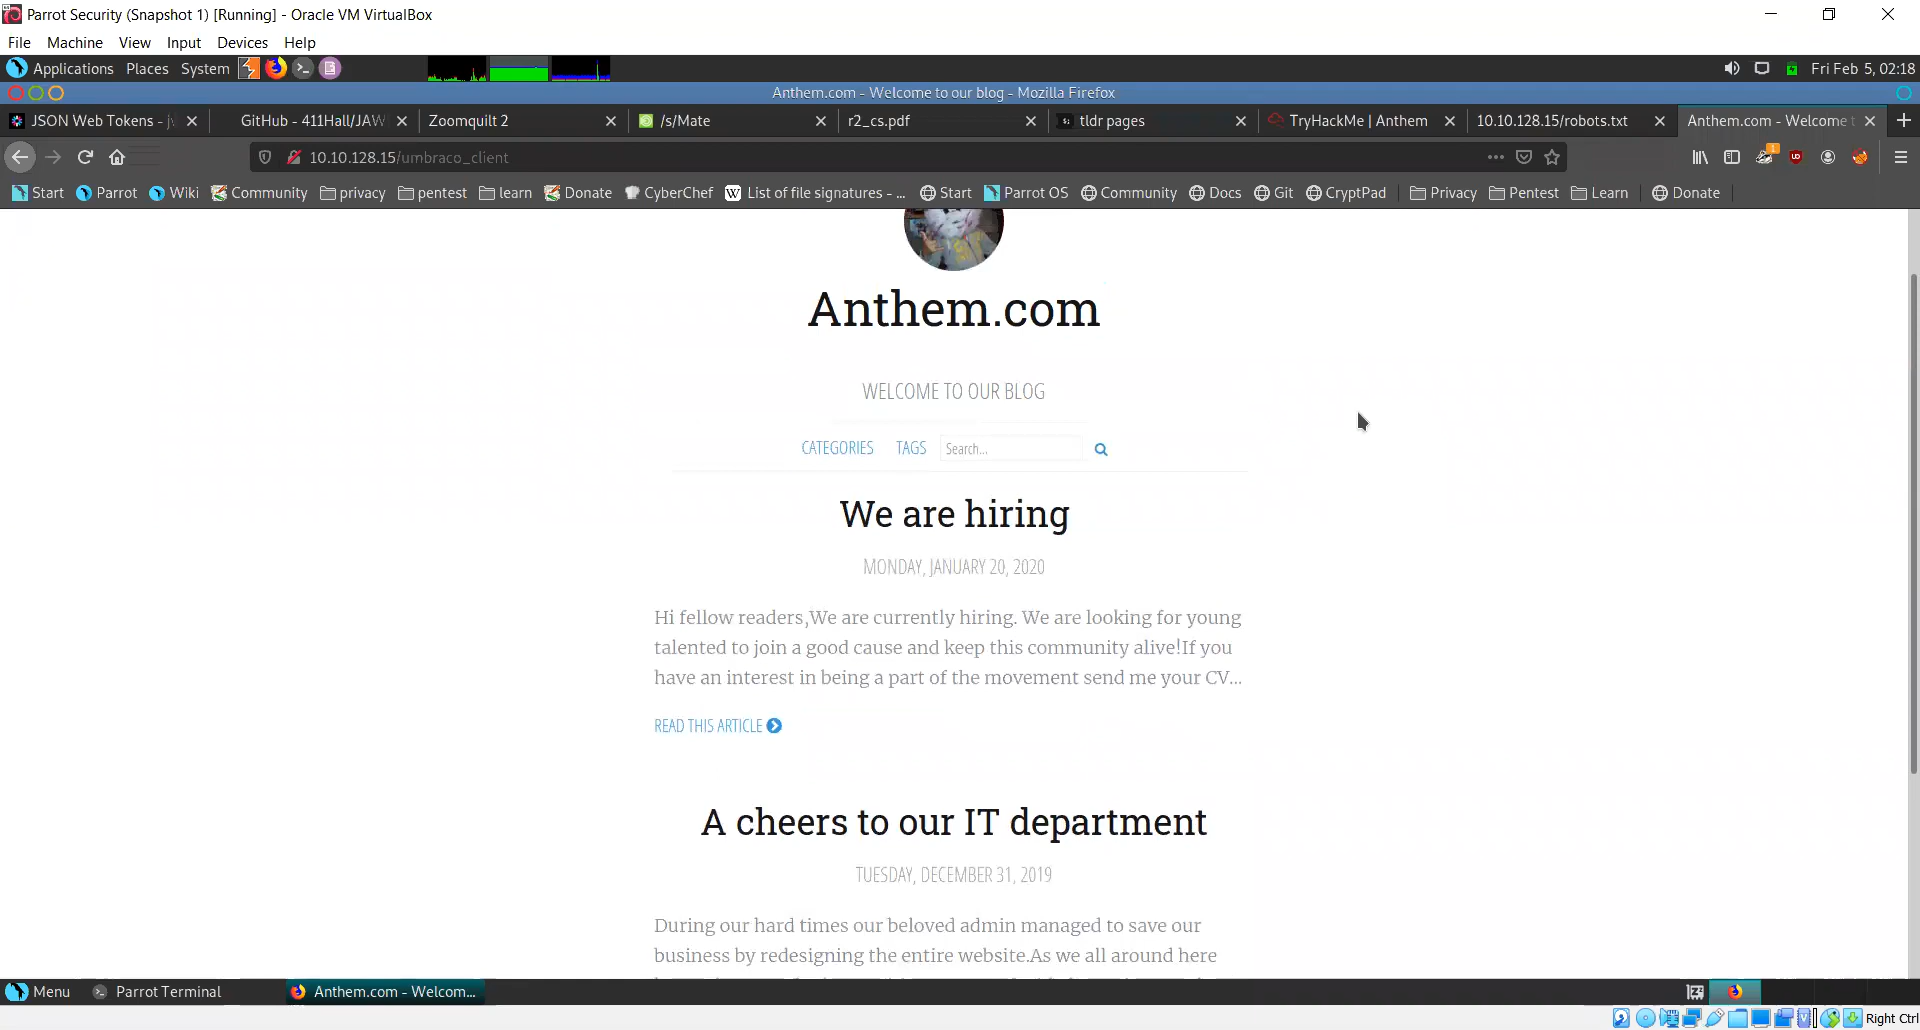 Parrot Security (Snapshot 1) [Running] - Oracle VM VirtualBox
File Machine View Input Devices Help
Applications Places System Fri Feb 5, 02:18
Anthem.com - Welcome to our blog - Mozilla Firefox
JSON Web Tokens - j GitHub - 411Hall/JAW Zoomquilt 2 /s/Mate r2_cs.pdf tldr pages TryHackMe | Anthem 10.10.128.15/robots.txt Anthem.com - Welcome t
10.10.128.15/umbraco_client
Start Parrot Wiki Community privacy pentest learn Donate CyberChef List of file signatures - ... Start Parrot OS Community Docs Git CryptPad Privacy Pentest Learn Donate
Anthem.com
WELCOME TO OUR BLOG
CATEGORIES TAGS Search...
We are hiring
MONDAY, JANUARY 20, 2020
Hi fellow readers,We are currently hiring. We are looking for young
talented to join a good cause and keep this community alive!If you
have an interest in being a part of the movement send me your CV...
READ THIS ARTICLE
A cheers to our IT department
TUESDAY, DECEMBER 31, 2019
During our hard times our beloved admin managed to save our
business by redesigning the entire website.As we all around here
Menu Parrot Terminal Anthem.com - Welcom...
Right Ctrl